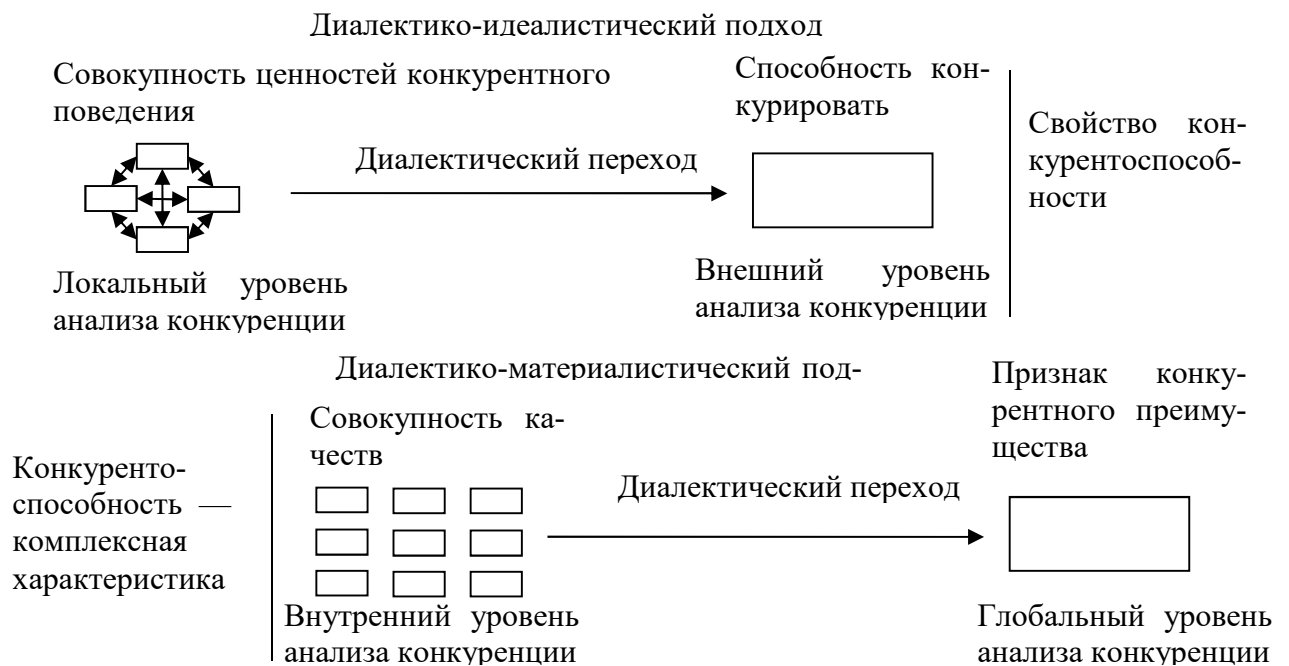 Диалектико-идеалистический подход
Совокупность ценностей конкурентного
поведения
Способность кон-
курировать
Свойство кон-
курентоспособ-
ности
Диалектический переход
Локальный уровень
анализа конкуренции
Внешний уровень
анализа конкуренции
Диалектико-материалистический под-
Признак конку-
рентного преиму-
щества
Совокупность ка-
честв
Конкуренто-
способность —
комплексная
характеристика
Диалектический переход
Внутренний уровень
анализа конкуренции
Глобальный уровень
анализа конкуренции